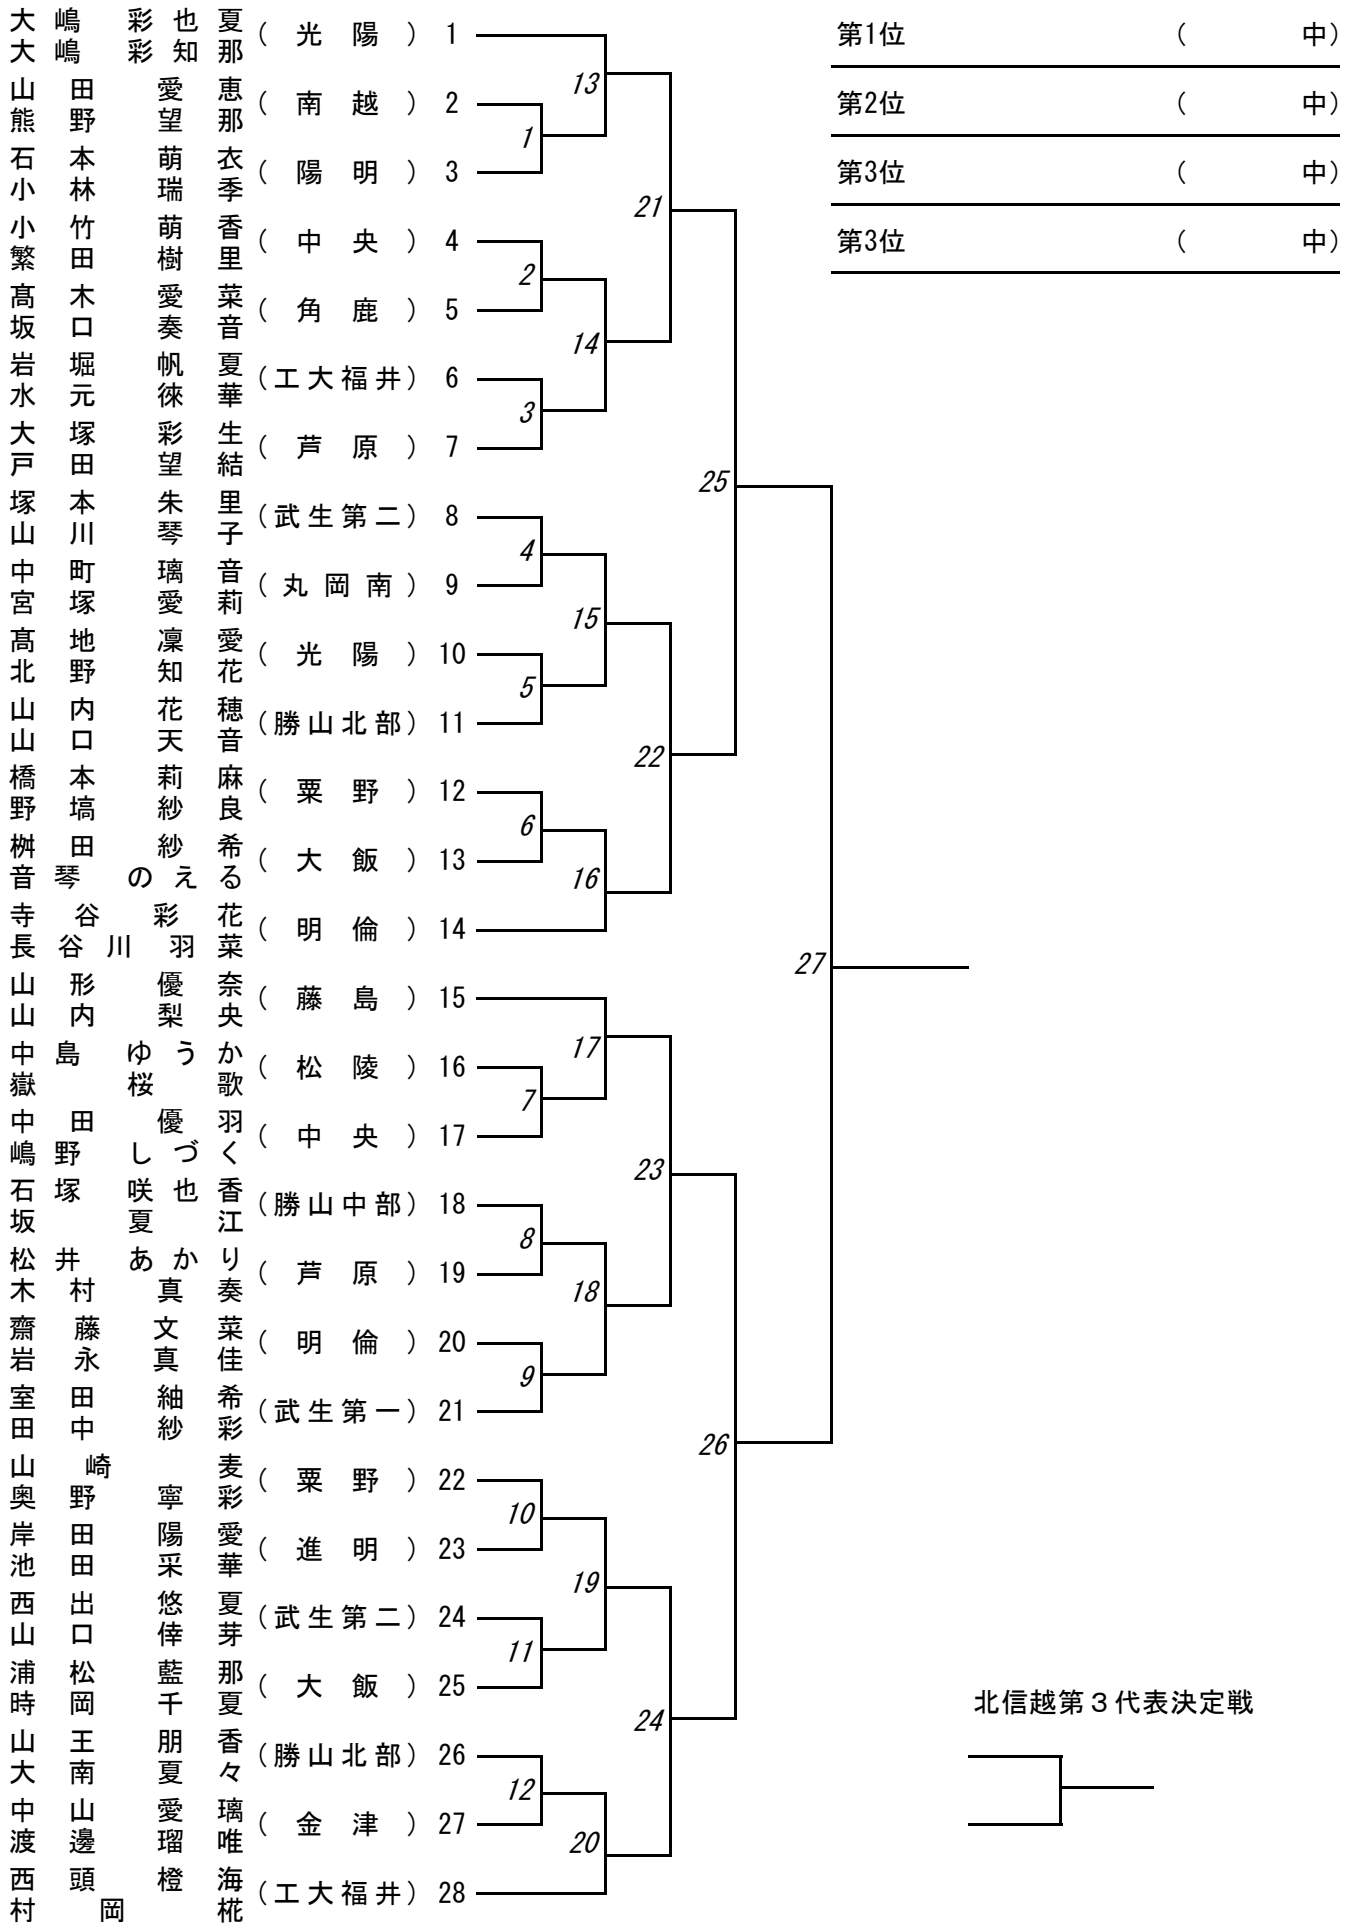 大嶋 彩也夏
大嶋 彩知那
(光陽) 1
山田 愛恵
熊野 望那
(南越) 2
石本 萌衣
小林 瑞季
(陽明) 3
小竹 萌香
繁田 樹里
(中央) 4
髙木 愛菜
坂口 奏音
(角鹿) 5
岩堀 帆夏
水元 徠華
(工大福井) 6
大塚 彩生
戸田 望結
(芦原) 7
塚本 朱里
山川 琴子
(武生第二) 8
中町 璃音
宮塚 愛莉
(丸岡南) 9
髙地 凜愛
北野 知花
(光陽) 10
山内 花穂
山口 天音
(勝山北部) 11
橋本 莉麻
野塙 紗良
(粟野) 12
桝田 紗希
音琴 のえる
(大飯) 13
寺谷 彩花
長谷川 羽菜
(明倫) 14
山形 優奈
山内 梨央
(藤島) 15
中島 ゆうか
嶽 桜歌
(松陵) 16
中田 優羽
嶋野 しづく
(中央) 17
石塚 咲也香
坂 夏江
(勝山中部) 18
松井 あかり
木村 真奏
(芦原) 19
齋藤 文菜
岩永 真佳
(明倫) 20
室田 紬希
田中 紗彩
(武生第一) 21
山崎 麦
奥野 寧彩
(粟野) 22
岸田 陽愛
池田 采華
(進明) 23
西出 悠夏
山口 倖芽
(武生第二) 24
浦松 藍那
時岡 千夏
(大飯) 25
山王 朋香
大南 夏々
(勝山北部) 26
中山 愛璃
渡邊 瑠唯
(金津) 27
西頭 橙海
村岡 椛
(工大福井) 28
1
2
3
4
5
6
7
8
9
10
11
12
13
14
15
16
17
18
19
20
21
22
23
24
25
26
27
第1位 ( 中)
第2位 ( 中)
第3位 ( 中)
第3位 ( 中)
北信越第3代表決定戦